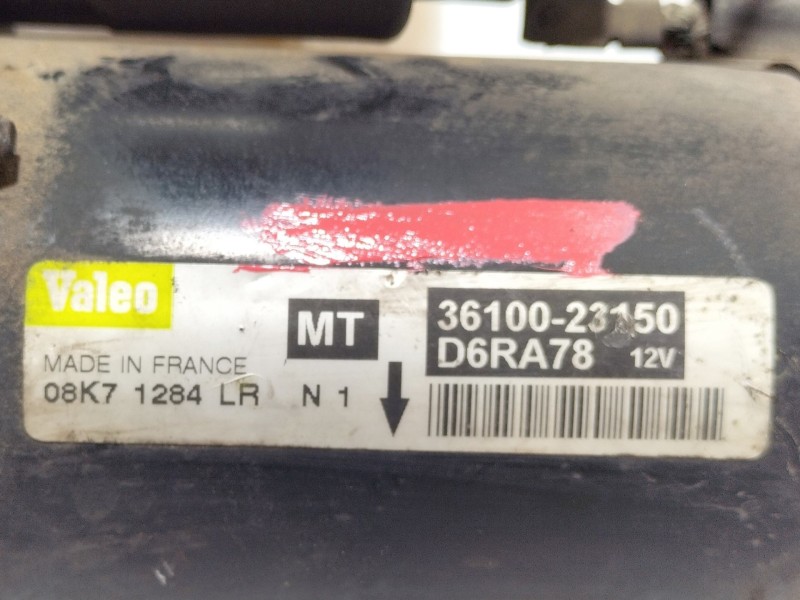 Valeo
MT
36100-23150
D6RA78 12V
MADE IN FRANCE
08K7 1284 LR N 1